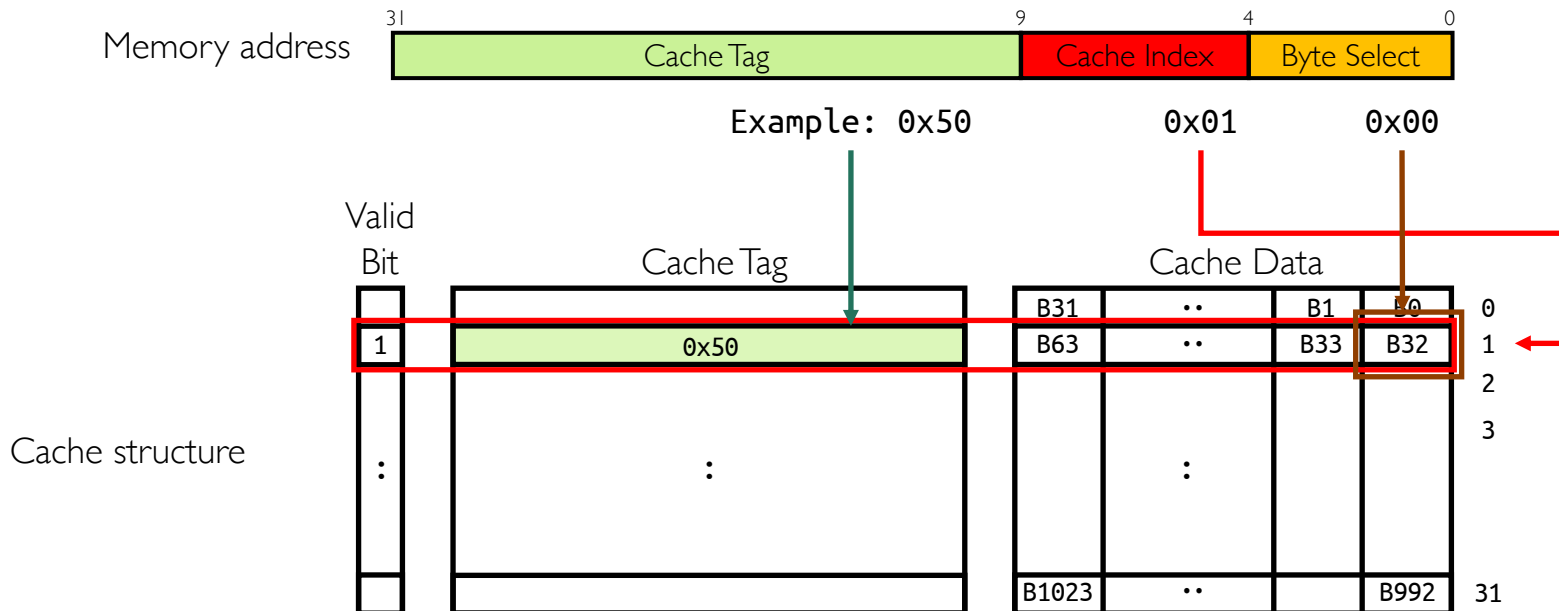 31 9 4 0
Memory address Cache Tag Cache Index Byte Select
Example: 0x50 0x01 0x00
Valid
Bit Cache Tag Cache Data
B31 .. B1 B0 0
1 0x50 B63 .. B33 B32 1
2
3
Cache structure : : :
B1023 .. B992 31